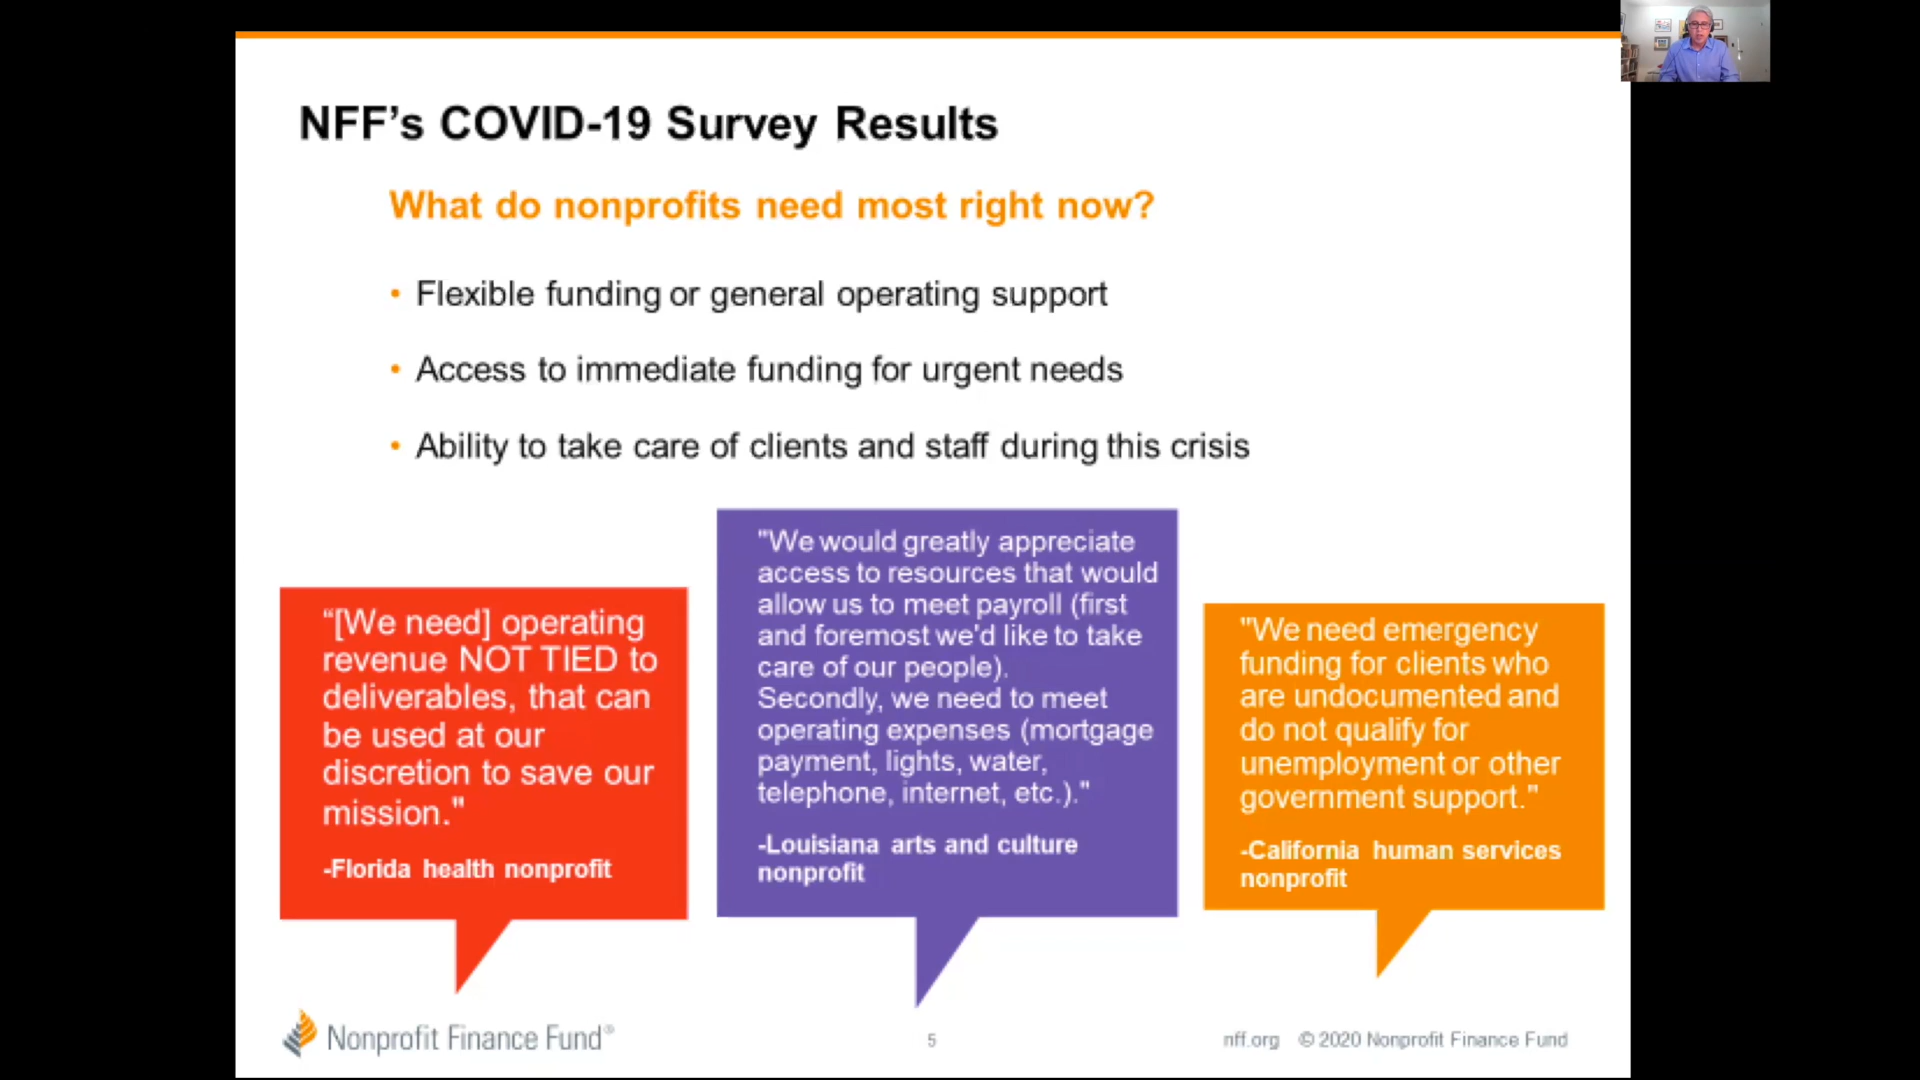 NFF’s COVID-19 Survey Results
What do nonprofits need most right now?
• Flexible funding or general operating support
• Access to immediate funding for urgent needs
• Ability to take care of clients and staff during this crisis
“[We need] operating
revenue NOT TIED to
deliverables, that can
be used at our
discretion to save our
mission."
-Florida health nonprofit
"We would greatly appreciate
access to resources that would
allow us to meet payroll (first
and foremost we'd like to take
care of our people).
Secondly, we need to meet
operating expenses (mortgage
payment, lights, water,
telephone, internet, etc.)."
-Louisiana arts and culture
nonprofit
"We need emergency
funding for clients who
are undocumented and
do not qualify for
unemployment or other
government support."
-California human services
nonprofit
Nonprofit Finance Fund®
5
nff.org © 2020 Nonprofit Finance Fund